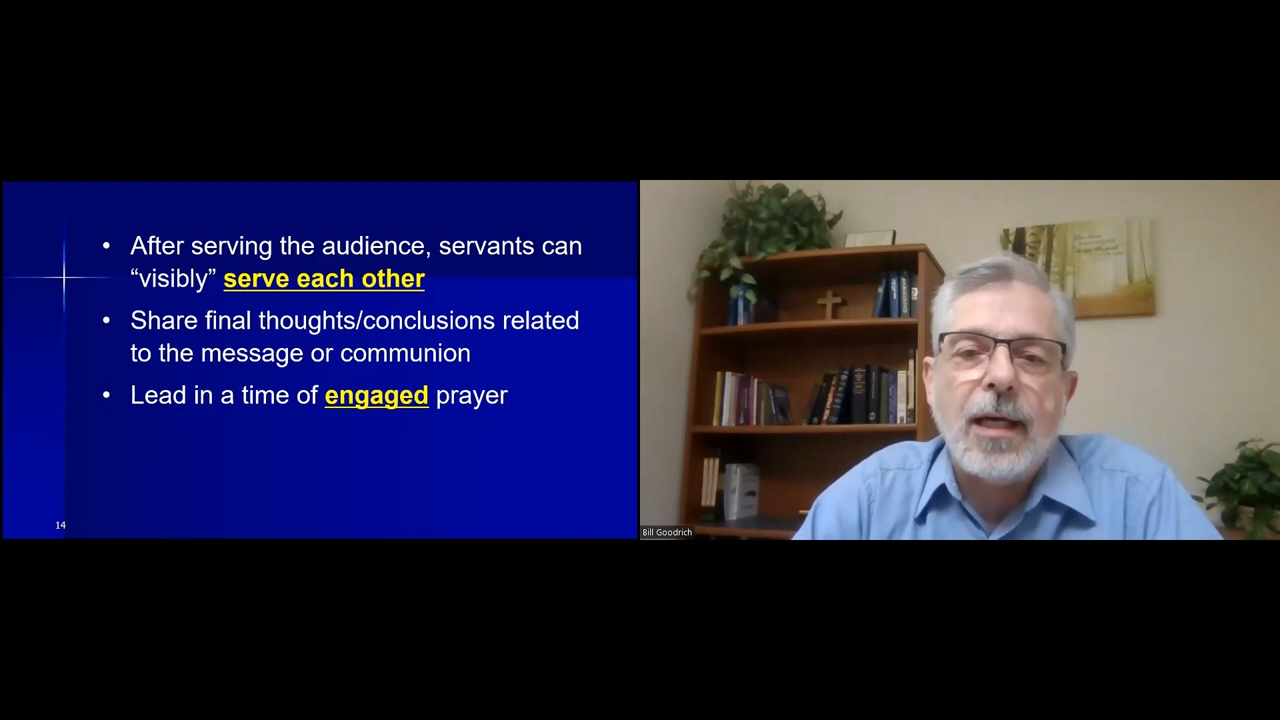 • After serving the audience, servants can
“visibly” serve each other
• Share final thoughts/conclusions related
to the message or communion
• Lead in a time of engaged prayer
14
Bill Goodrich